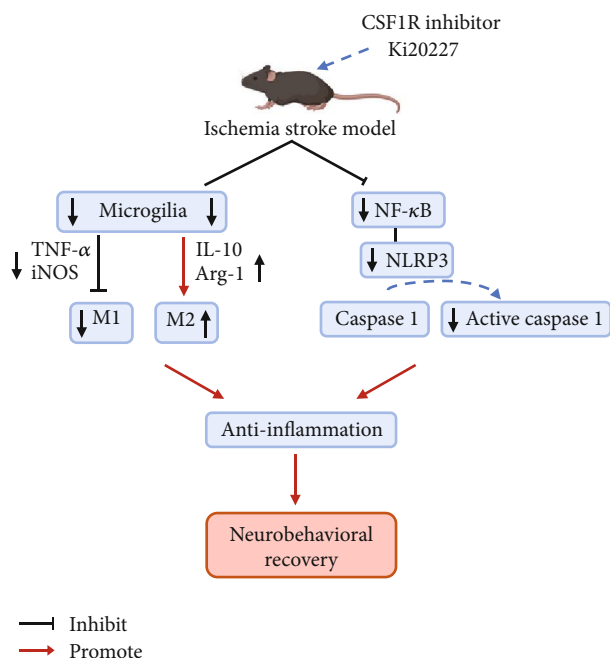 CSF1R inhibitor
Ki20227
Ischemia stroke model
Microgilia
NF-κB
TNF-α
iNOS
IL-10
Arg-1
NLRP3
M1
M2
Caspase 1
Active caspase 1
Anti-inflammation
Neurobehavioral
recovery
Inhibit
Promote